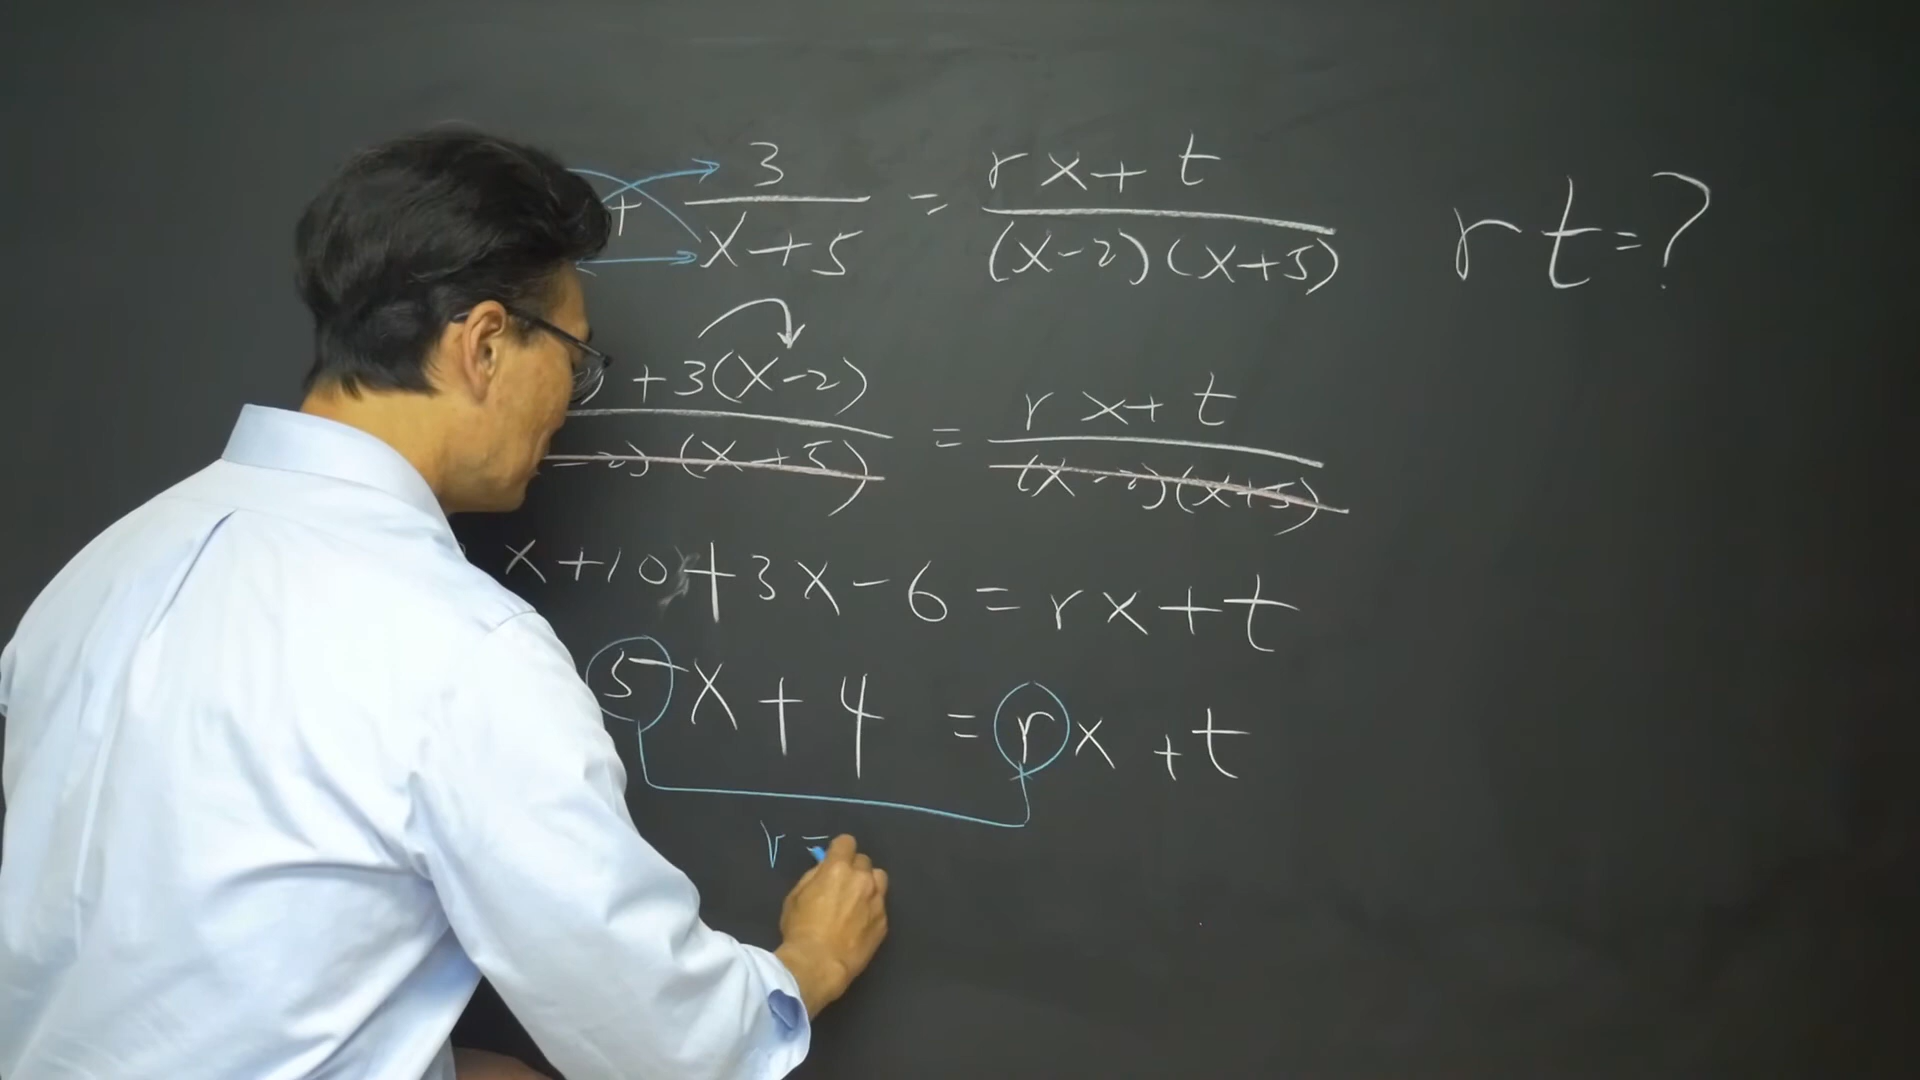 + 3/(x+5) = (rx+t)/((x-2)(x+5)) rt=?
) +3(x-2)/(-2)(x+5) = (rx+t)/((x-2)(x+5))
x+10+3x-6=rx+t
5x+4=rx+t
r=